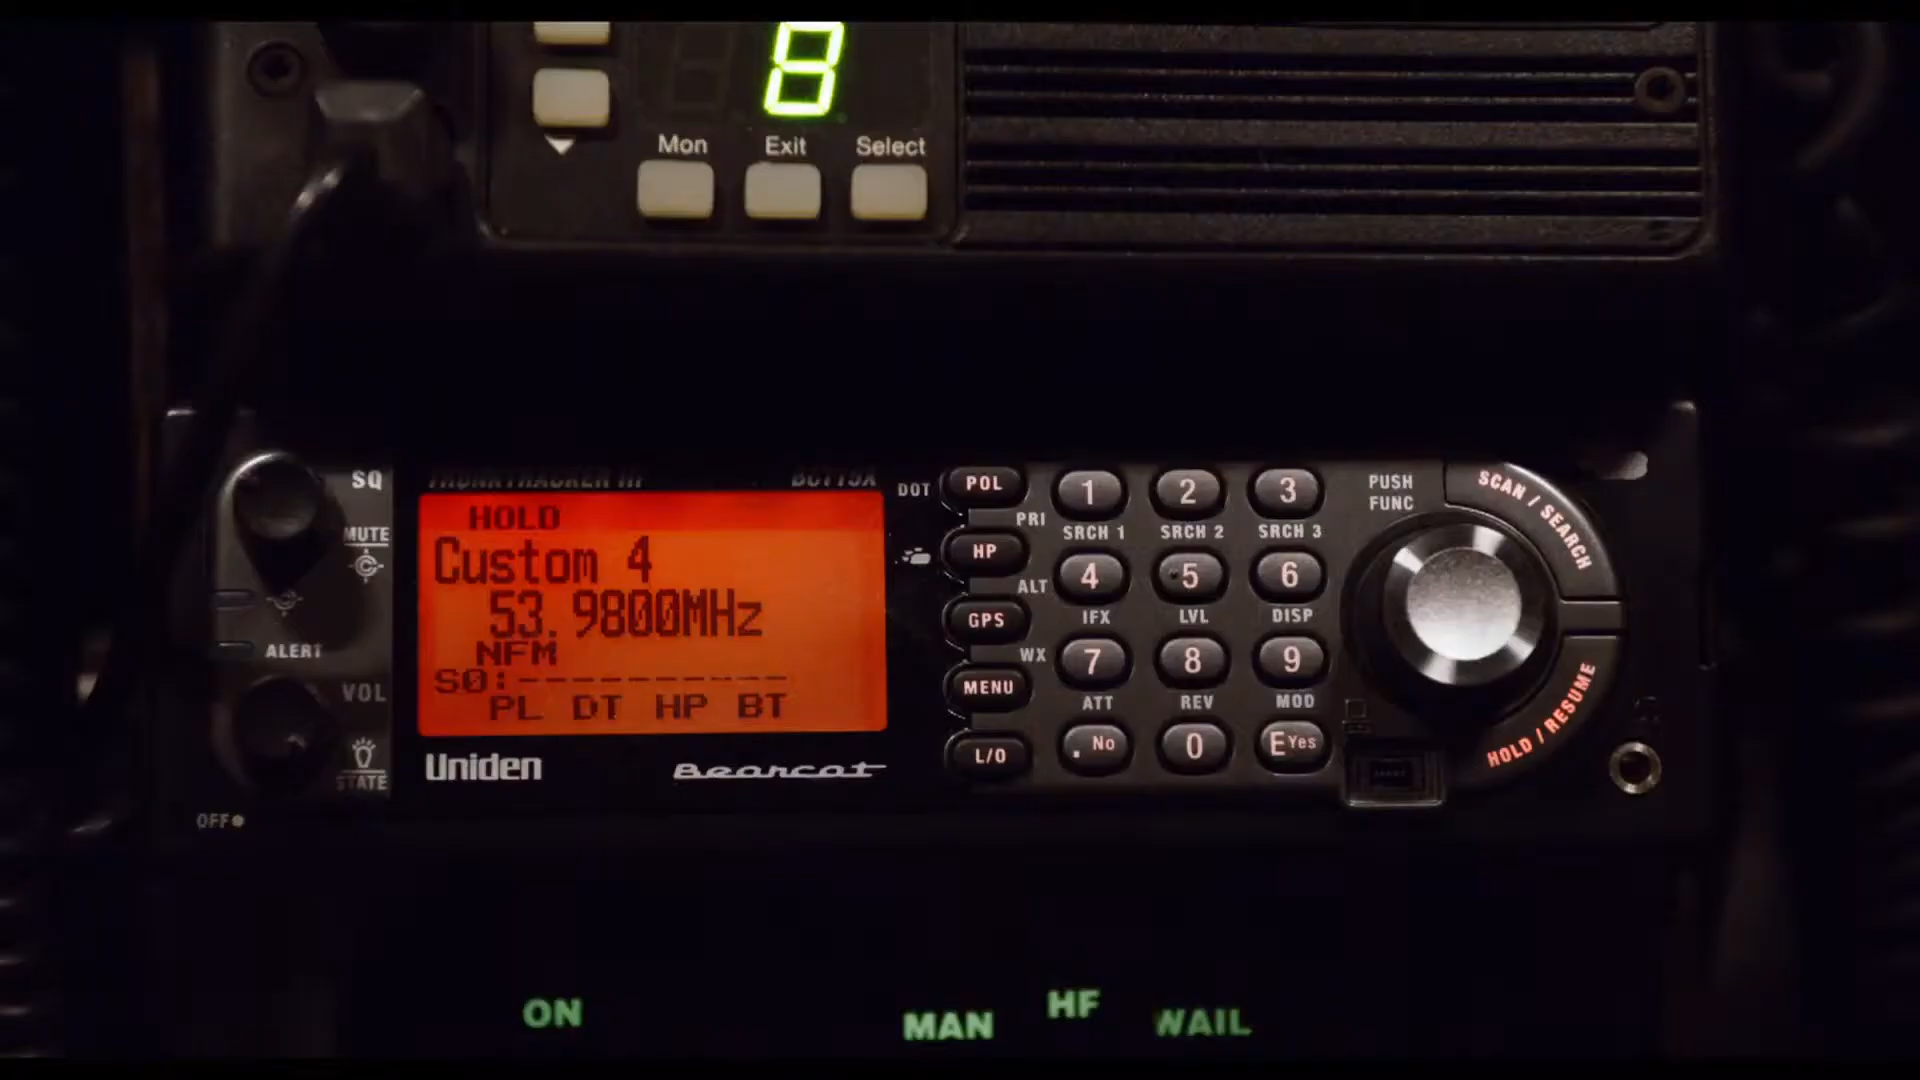 8
Mon Exit Select
SQ
MUTE
ALERT
VOL
STATE
OFF
TRUNKTRACKER III BCT15X
HOLD
Custom 4
53.9800MHz
NFM
S0:----------
PL DT HP BT
Uniden Bearcat
DOT POL
PRI
HP
ALT
GPS
WX
MENU
L/O
1 2 3
SRCH 1 SRCH 2 SRCH 3
4 5 6
IFX LVL DISP
7 8 9
ATT REV MOD
. No 0 E Yes
PUSH
FUNC
SCAN / SEARCH
HOLD / RESUME
ON MAN HF WAIL